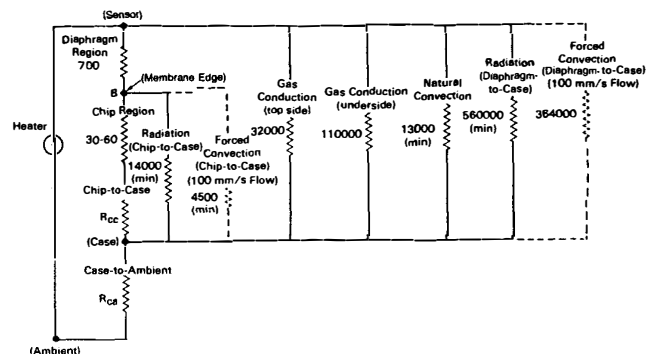 (Sensor)
Diaphragm
Region
700
B
(Membrane Edge)
Chip Region
30-60
Heater
Radiation
(Chip-to-Case)
14000
(min)
Forced
Convection
(Chip-to-Case)
(100 mm/s Flow)
4500
(min)
Chip-to-Case
Rcc
(Case)
Case-to-Ambient
Rca
(Ambient)
Gas
Conduction
(top side)
32000
Gas Conduction
(underside)
110000
Natural
Convection
13000
(min)
Radiation
(Diaphragm-
to-Case)
560000
(min)
Forced
Convection
(Diaphragm-to-Case)
(100 mm/s Flow)
364000